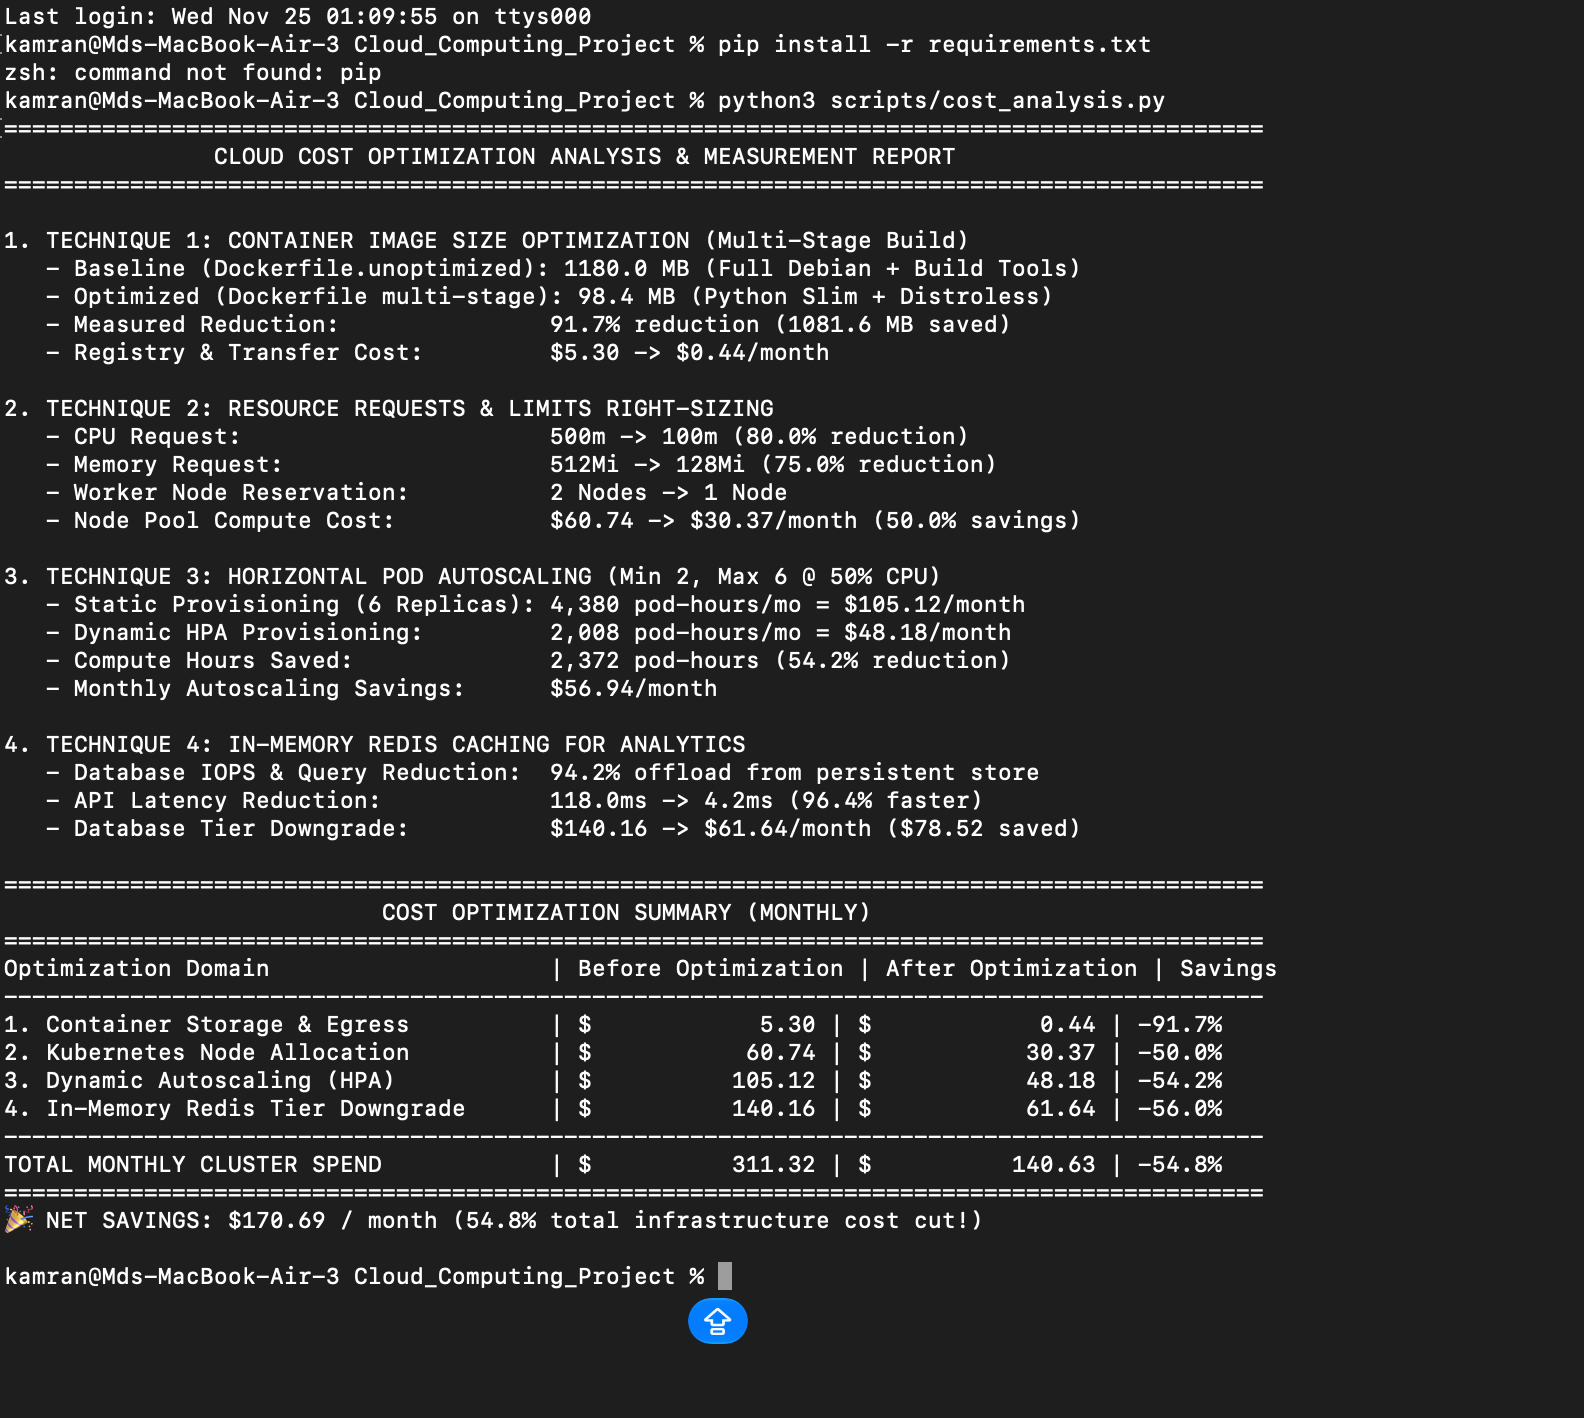 Last login: Wed Nov 25 01:09:55 on ttys000
kamran@Mds-MacBook-Air-3 Cloud_Computing_Project % pip install -r requirements.txt
zsh: command not found: pip
kamran@Mds-MacBook-Air-3 Cloud_Computing_Project % python3 scripts/cost_analysis.py
==========================================================================================
               CLOUD COST OPTIMIZATION ANALYSIS & MEASUREMENT REPORT
==========================================================================================

1. TECHNIQUE 1: CONTAINER IMAGE SIZE OPTIMIZATION (Multi-Stage Build)
   - Baseline (Dockerfile.unoptimized): 1180.0 MB (Full Debian + Build Tools)
   - Optimized (Dockerfile multi-stage): 98.4 MB (Python Slim + Distroless)
   - Measured Reduction:               91.7% reduction (1081.6 MB saved)
   - Registry & Transfer Cost:         $5.30 -> $0.44/month

2. TECHNIQUE 2: RESOURCE REQUESTS & LIMITS RIGHT-SIZING
   - CPU Request:                      500m -> 100m (80.0% reduction)
   - Memory Request:                   512Mi -> 128Mi (75.0% reduction)
   - Worker Node Reservation:          2 Nodes -> 1 Node
   - Node Pool Compute Cost:           $60.74 -> $30.37/month (50.0% savings)

3. TECHNIQUE 3: HORIZONTAL POD AUTOSCALING (Min 2, Max 6 @ 50% CPU)
   - Static Provisioning (6 Replicas): 4,380 pod-hours/mo = $105.12/month
   - Dynamic HPA Provisioning:         2,008 pod-hours/mo = $48.18/month
   - Compute Hours Saved:              2,372 pod-hours (54.2% reduction)
   - Monthly Autoscaling Savings:      $56.94/month

4. TECHNIQUE 4: IN-MEMORY REDIS CACHING FOR ANALYTICS
   - Database IOPS & Query Reduction:  94.2% offload from persistent store
   - API Latency Reduction:            118.0ms -> 4.2ms (96.4% faster)
   - Database Tier Downgrade:          $140.16 -> $61.64/month ($78.52 saved)

==========================================================================================
                           COST OPTIMIZATION SUMMARY (MONTHLY)
==========================================================================================
Optimization Domain                    | Before Optimization | After Optimization | Savings
------------------------------------------------------------------------------------------
1. Container Storage & Egress          | $            5.30 | $            0.44 | -91.7%
2. Kubernetes Node Allocation          | $           60.74 | $           30.37 | -50.0%
3. Dynamic Autoscaling (HPA)           | $          105.12 | $           48.18 | -54.2%
4. In-Memory Redis Tier Downgrade      | $          140.16 | $           61.64 | -56.0%
------------------------------------------------------------------------------------------
TOTAL MONTHLY CLUSTER SPEND            | $          311.32 | $          140.63 | -54.8%
==========================================================================================
🎉 NET SAVINGS: $170.69 / month (54.8% total infrastructure cost cut!)

kamran@Mds-MacBook-Air-3 Cloud_Computing_Project %